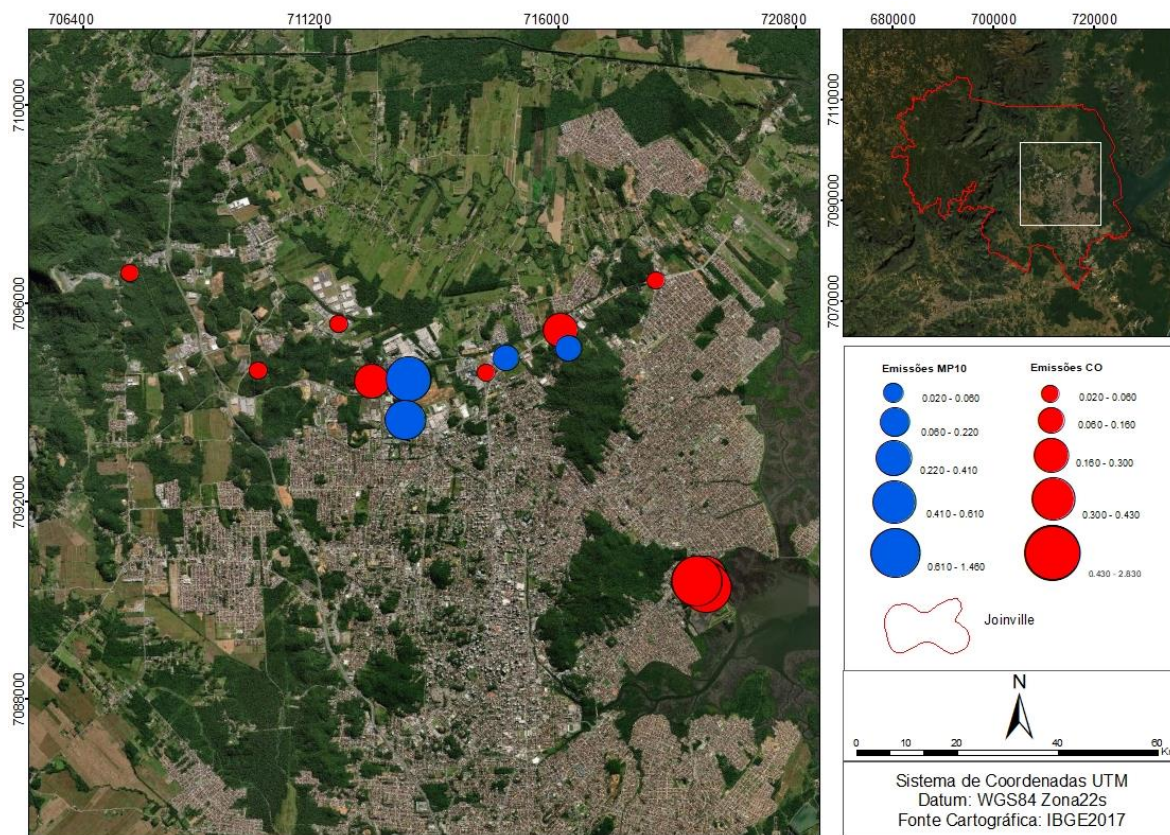 706400 711200 716000 720800
7100000
7096000
7092000
7088000
680000 700000 720000
7110000
7090000
7070000
Emissões MP10
0.020 - 0.060
0.060 - 0.220
0.220 - 0.410
0.410 - 0.610
0.610 - 1.460
Emissões CO
0.020 - 0.060
0.060 - 0.160
0.160 - 0.300
0.300 - 0.430
0.430 - 2.830
Joinville
N
0 10 20 40 60
Sistema de Coordenadas UTM
Datum: WGS84 Zona22s
Fonte Cartográfica: IBGE2017